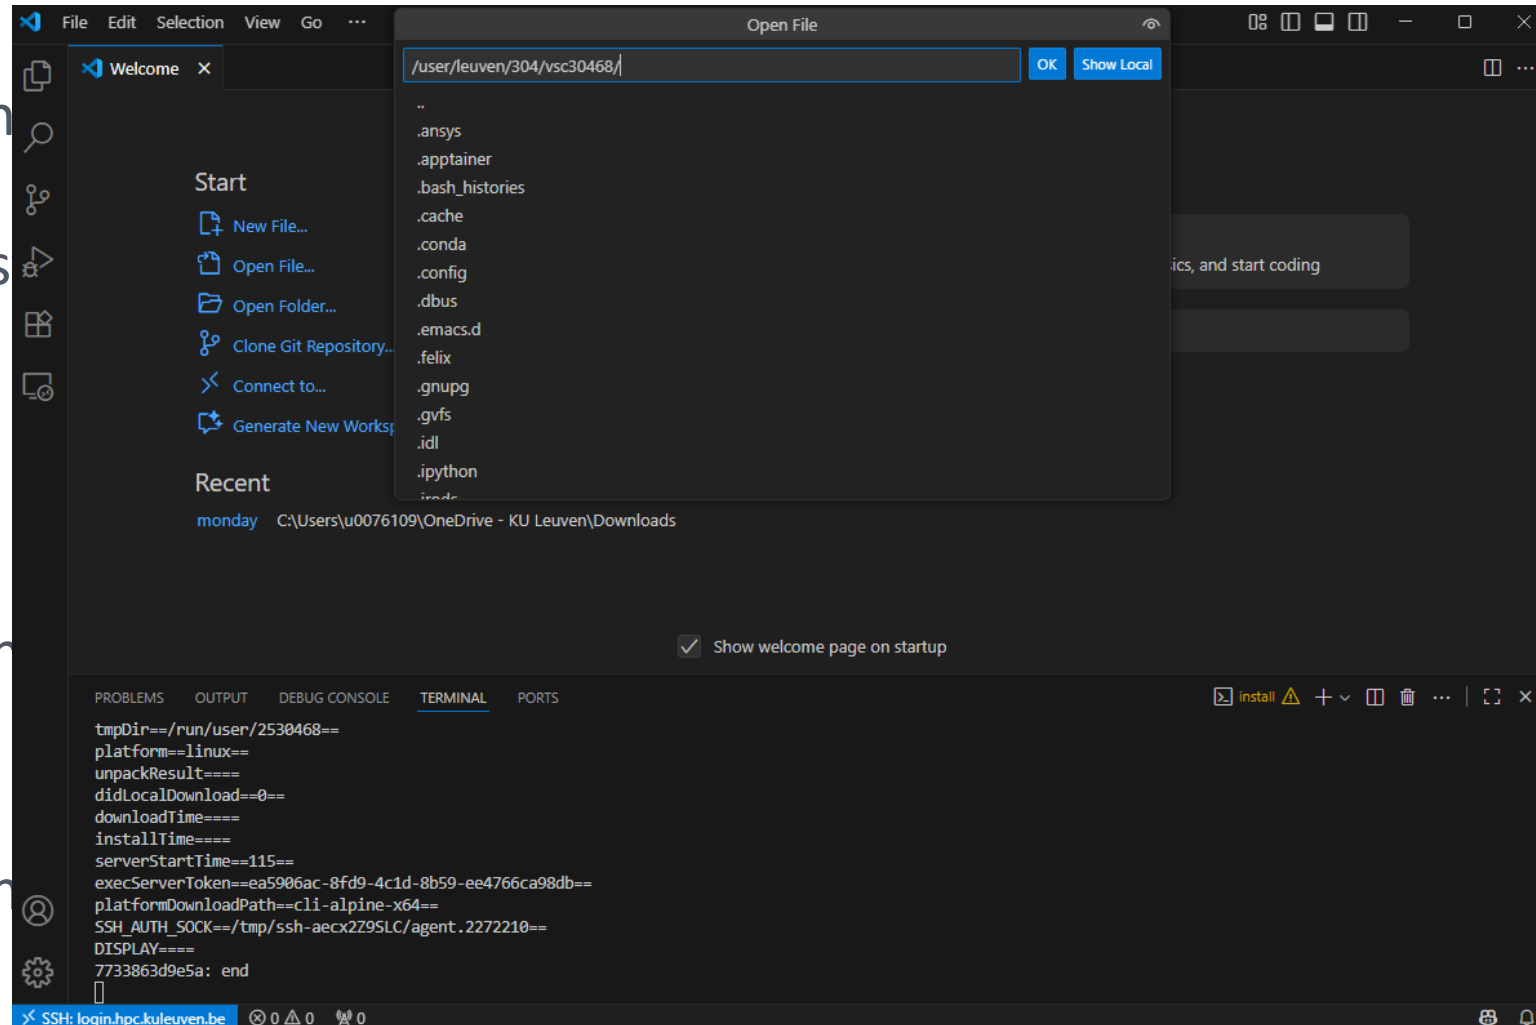 File Edit Selection View Go ···
Open File
Welcome
/user/leuven/304/vsc30468/
OK
Show Local
..
.ansys
.apptainer
.bash_histories
.cache
.conda
.config
.dbus
.emacs.d
.felix
.gnupg
.gvfs
.idl
.ipython
.irods
Start
New File...
Open File...
Open Folder...
Clone Git Repository...
Connect to...
Generate New Worksp
ics, and start coding
Recent
monday C:\Users\u0076109\OneDrive - KU Leuven\Downloads
Show welcome page on startup
PROBLEMS OUTPUT DEBUG CONSOLE TERMINAL PORTS
install
tmpDir==/run/user/2530468==
platform==linux==
unpackResult====
didLocalDownload==0==
downloadTime====
installTime====
serverStartTime==115==
execServerToken==ea5906ac-8fd9-4c1d-8b59-ee4766ca98db==
platformDownloadPath==cli-alpine-x64==
SSH_AUTH_SOCK==/tmp/ssh-aecx2Z9SLC/agent.2272210==
DISPLAY====
7733863d9e5a: end
SSH: login.hpc.kuleuven.be 0 0 0